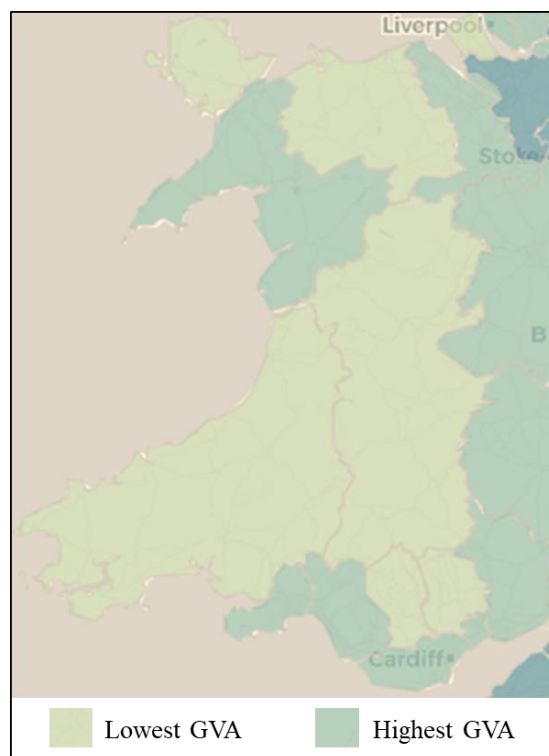 Liverpool
Stoke
B
Cardiff
Lowest GVA
Highest GVA